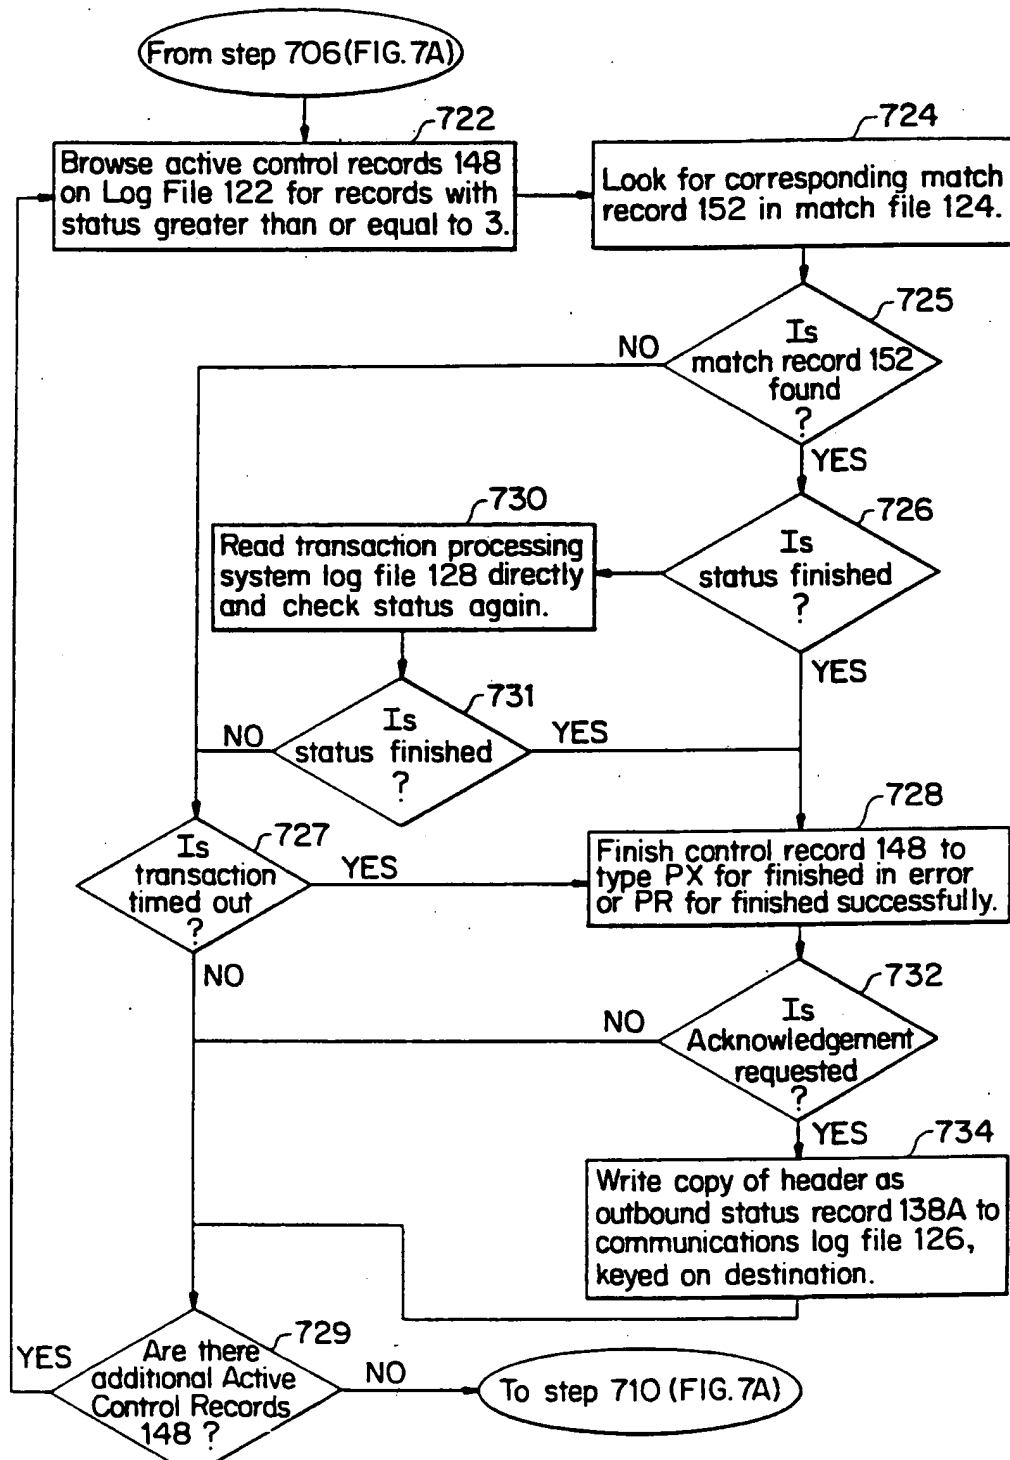 From step 706 (FIG. 7A)
722
Browse active control records 148
on Log File 122 for records with
status greater than or equal to 3.
724
Look for corresponding match
record 152 in match file 124.
725
Is
match record 152
found
?
NO
YES
730
Read transaction processing
system log file 128 directly
and check status again.
726
Is
status finished
?
YES
731
Is
status finished
?
NO
YES
727
Is
transaction
timed out
?
YES
NO
728
Finish control record 148 to
type PX for finished in error
or PR for finished successfully.
732
Is
Acknowledgement
requested
?
NO
YES
734
Write copy of header as
outbound status record 138A to
communications log file 126,
keyed on destination.
729
Are there
additional Active
Control Records
148 ?
YES
NO
To step 710 (FIG. 7A)